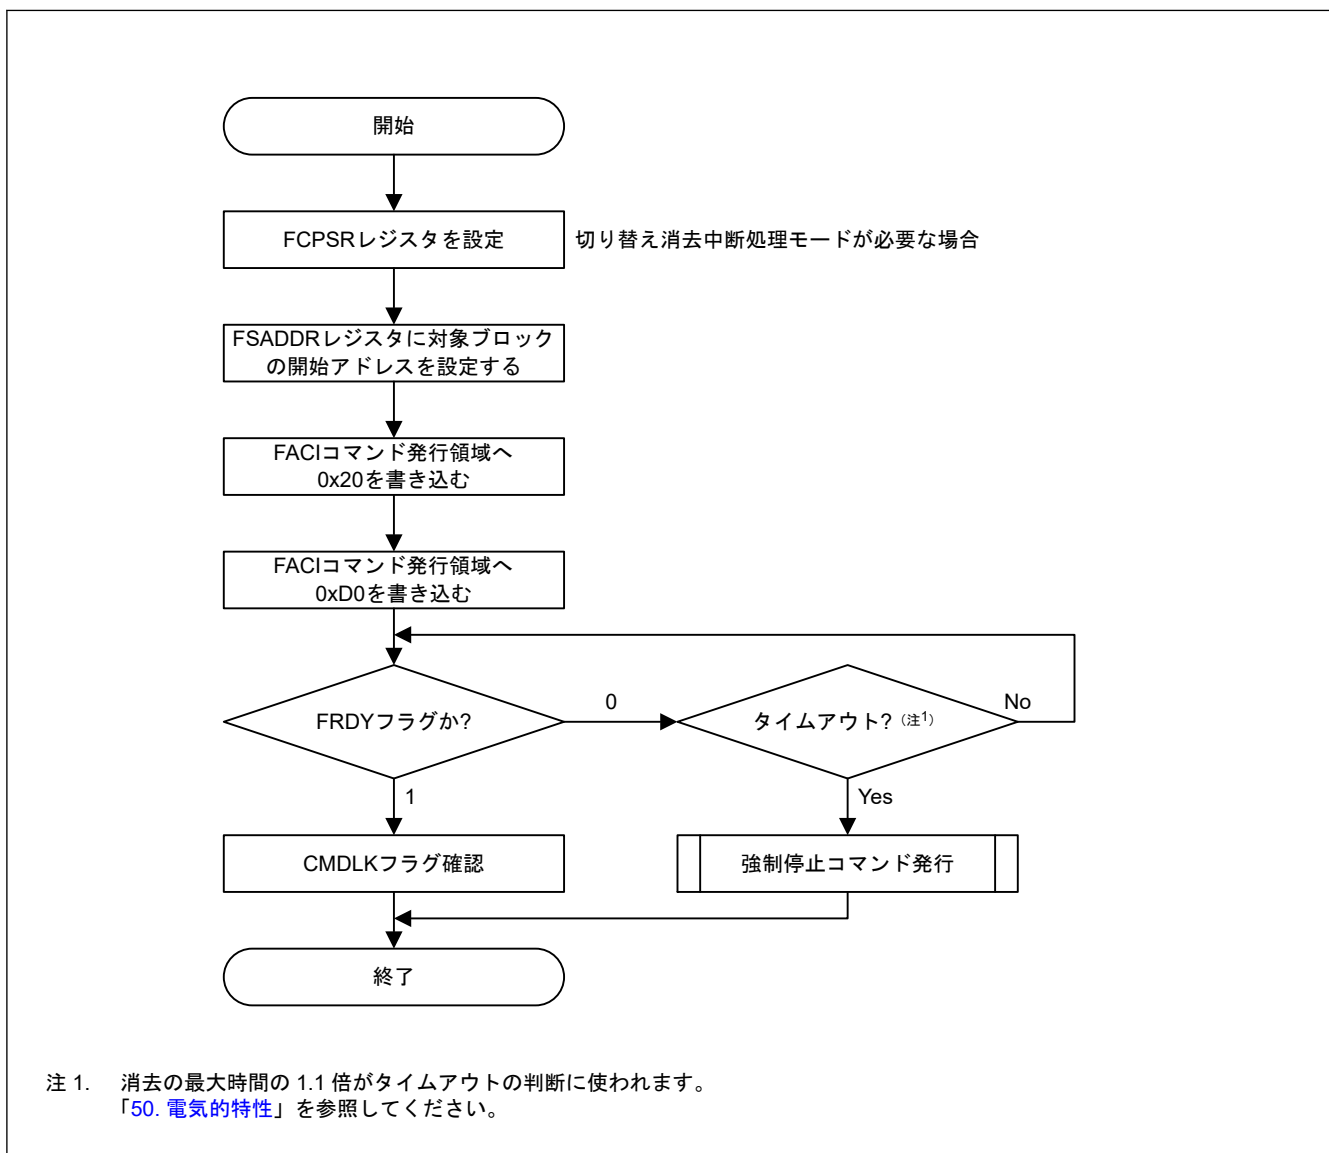 開始
FCPSRレジスタを設定
切り替え消去中断処理モードが必要な場合
FSADDRレジスタに対象ブロック
の開始アドレスを設定する
FACIコマンド発行領域へ
0x20を書き込む
FACIコマンド発行領域へ
0xD0を書き込む
FRDYフラグか?
0
タイムアウト?（注1）
No
1
Yes
CMDLKフラグ確認
強制停止コマンド発行
終了
注 1. 消去の最大時間の 1.1 倍がタイムアウトの判断に使われます。
「50. 電気的特性」を参照してください。